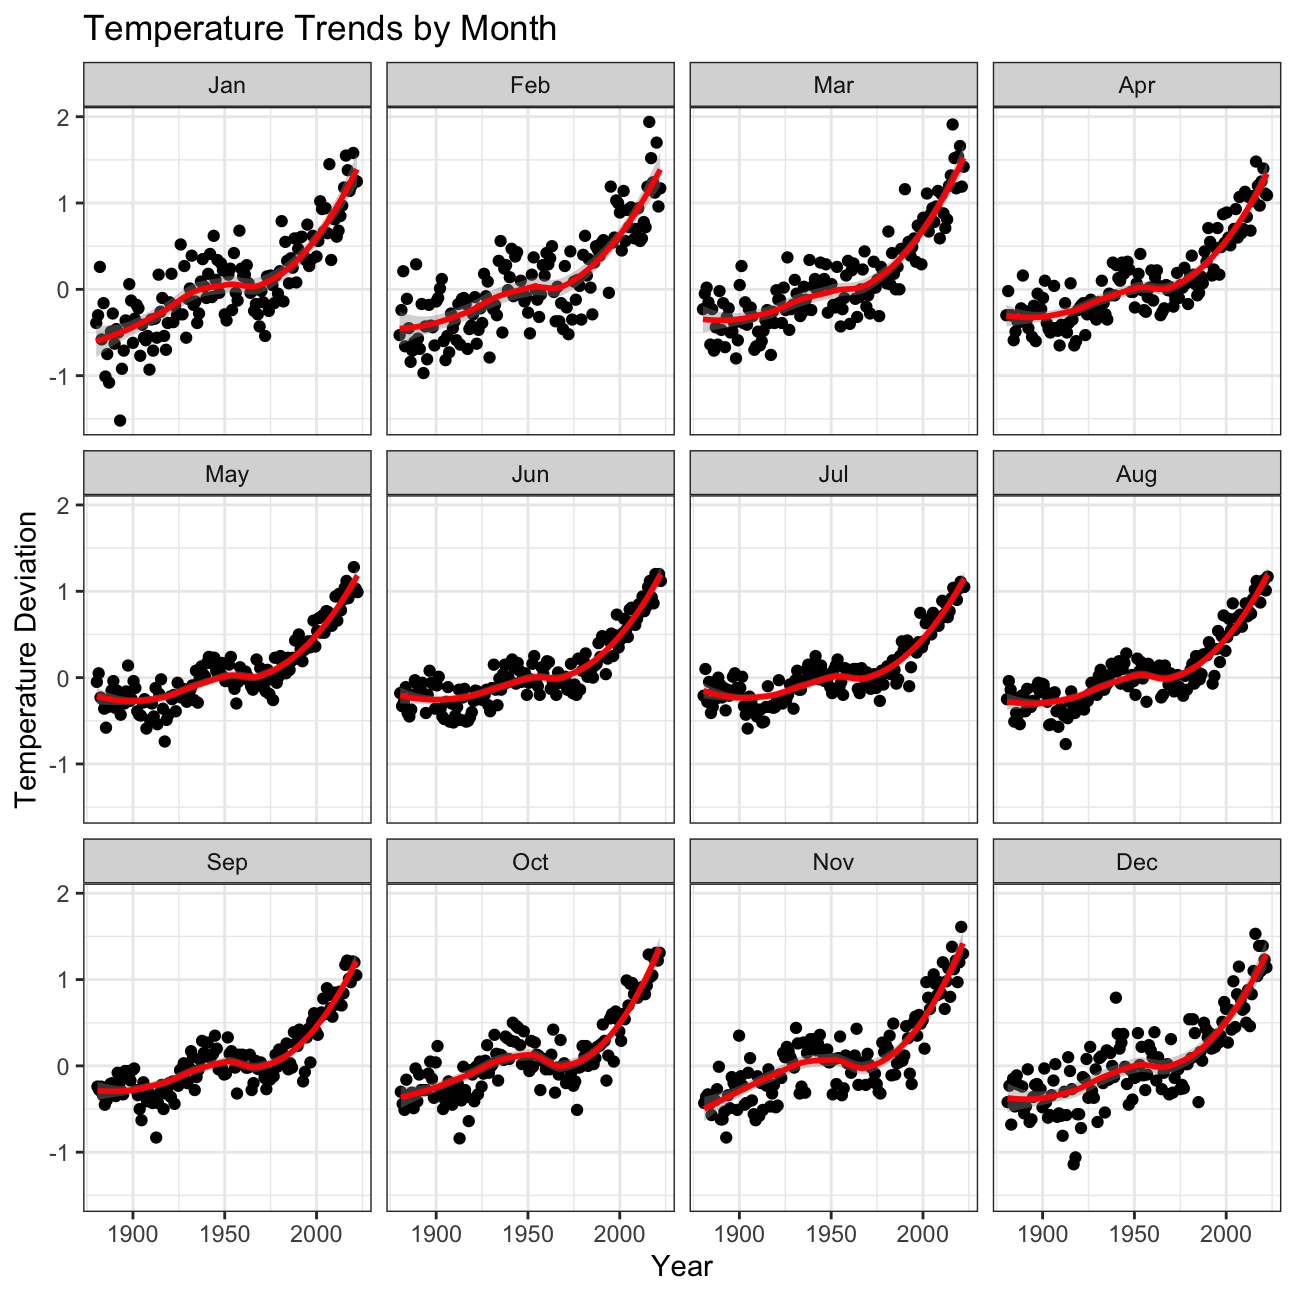 Temperature Trends by Month
Jan Feb Mar Apr
2
1
0
-1
May Jun Jul Aug
2
1
0
-1
Temperature Deviation
Sep Oct Nov Dec
2
1
0
-1
1900 1950 2000 1900 1950 2000 1900 1950 2000 1900 1950 2000
Year